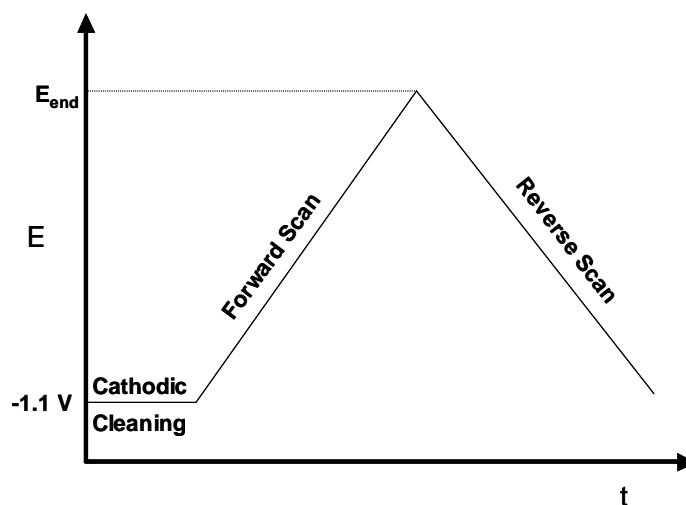 E_end
E
Forward Scan
Reverse Scan
Cathodic
-1.1 V
Cleaning
t